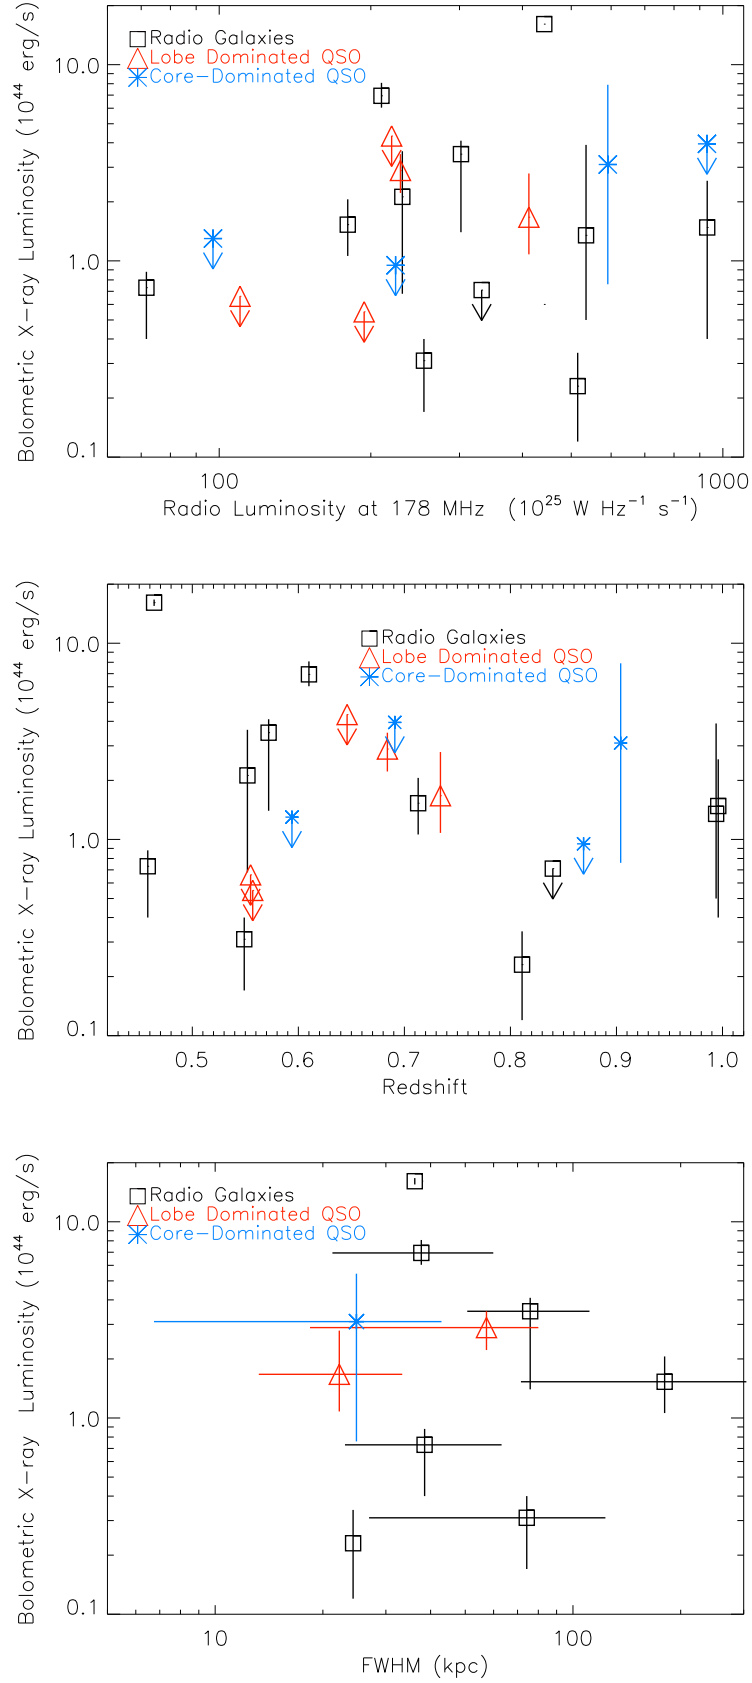 Bolometric X-ray Luminosity (10^44 erg/s)
10.0
1.0
0.1
Radio Galaxies
Lobe Dominated QSO
Core-Dominated QSO
100 1000
Radio Luminosity at 178 MHz (10^25 W Hz^-1 s^-1)
Bolometric X-ray Luminosity (10^44 erg/s)
10.0
1.0
0.1
Radio Galaxies
Lobe Dominated QSO
Core-Dominated QSO
0.5 0.6 0.7 0.8 0.9 1.0
Redshift
Bolometric X-ray Luminosity (10^44 erg/s)
10.0
1.0
0.1
Radio Galaxies
Lobe Dominated QSO
Core-Dominated QSO
10 100
FWHM (kpc)